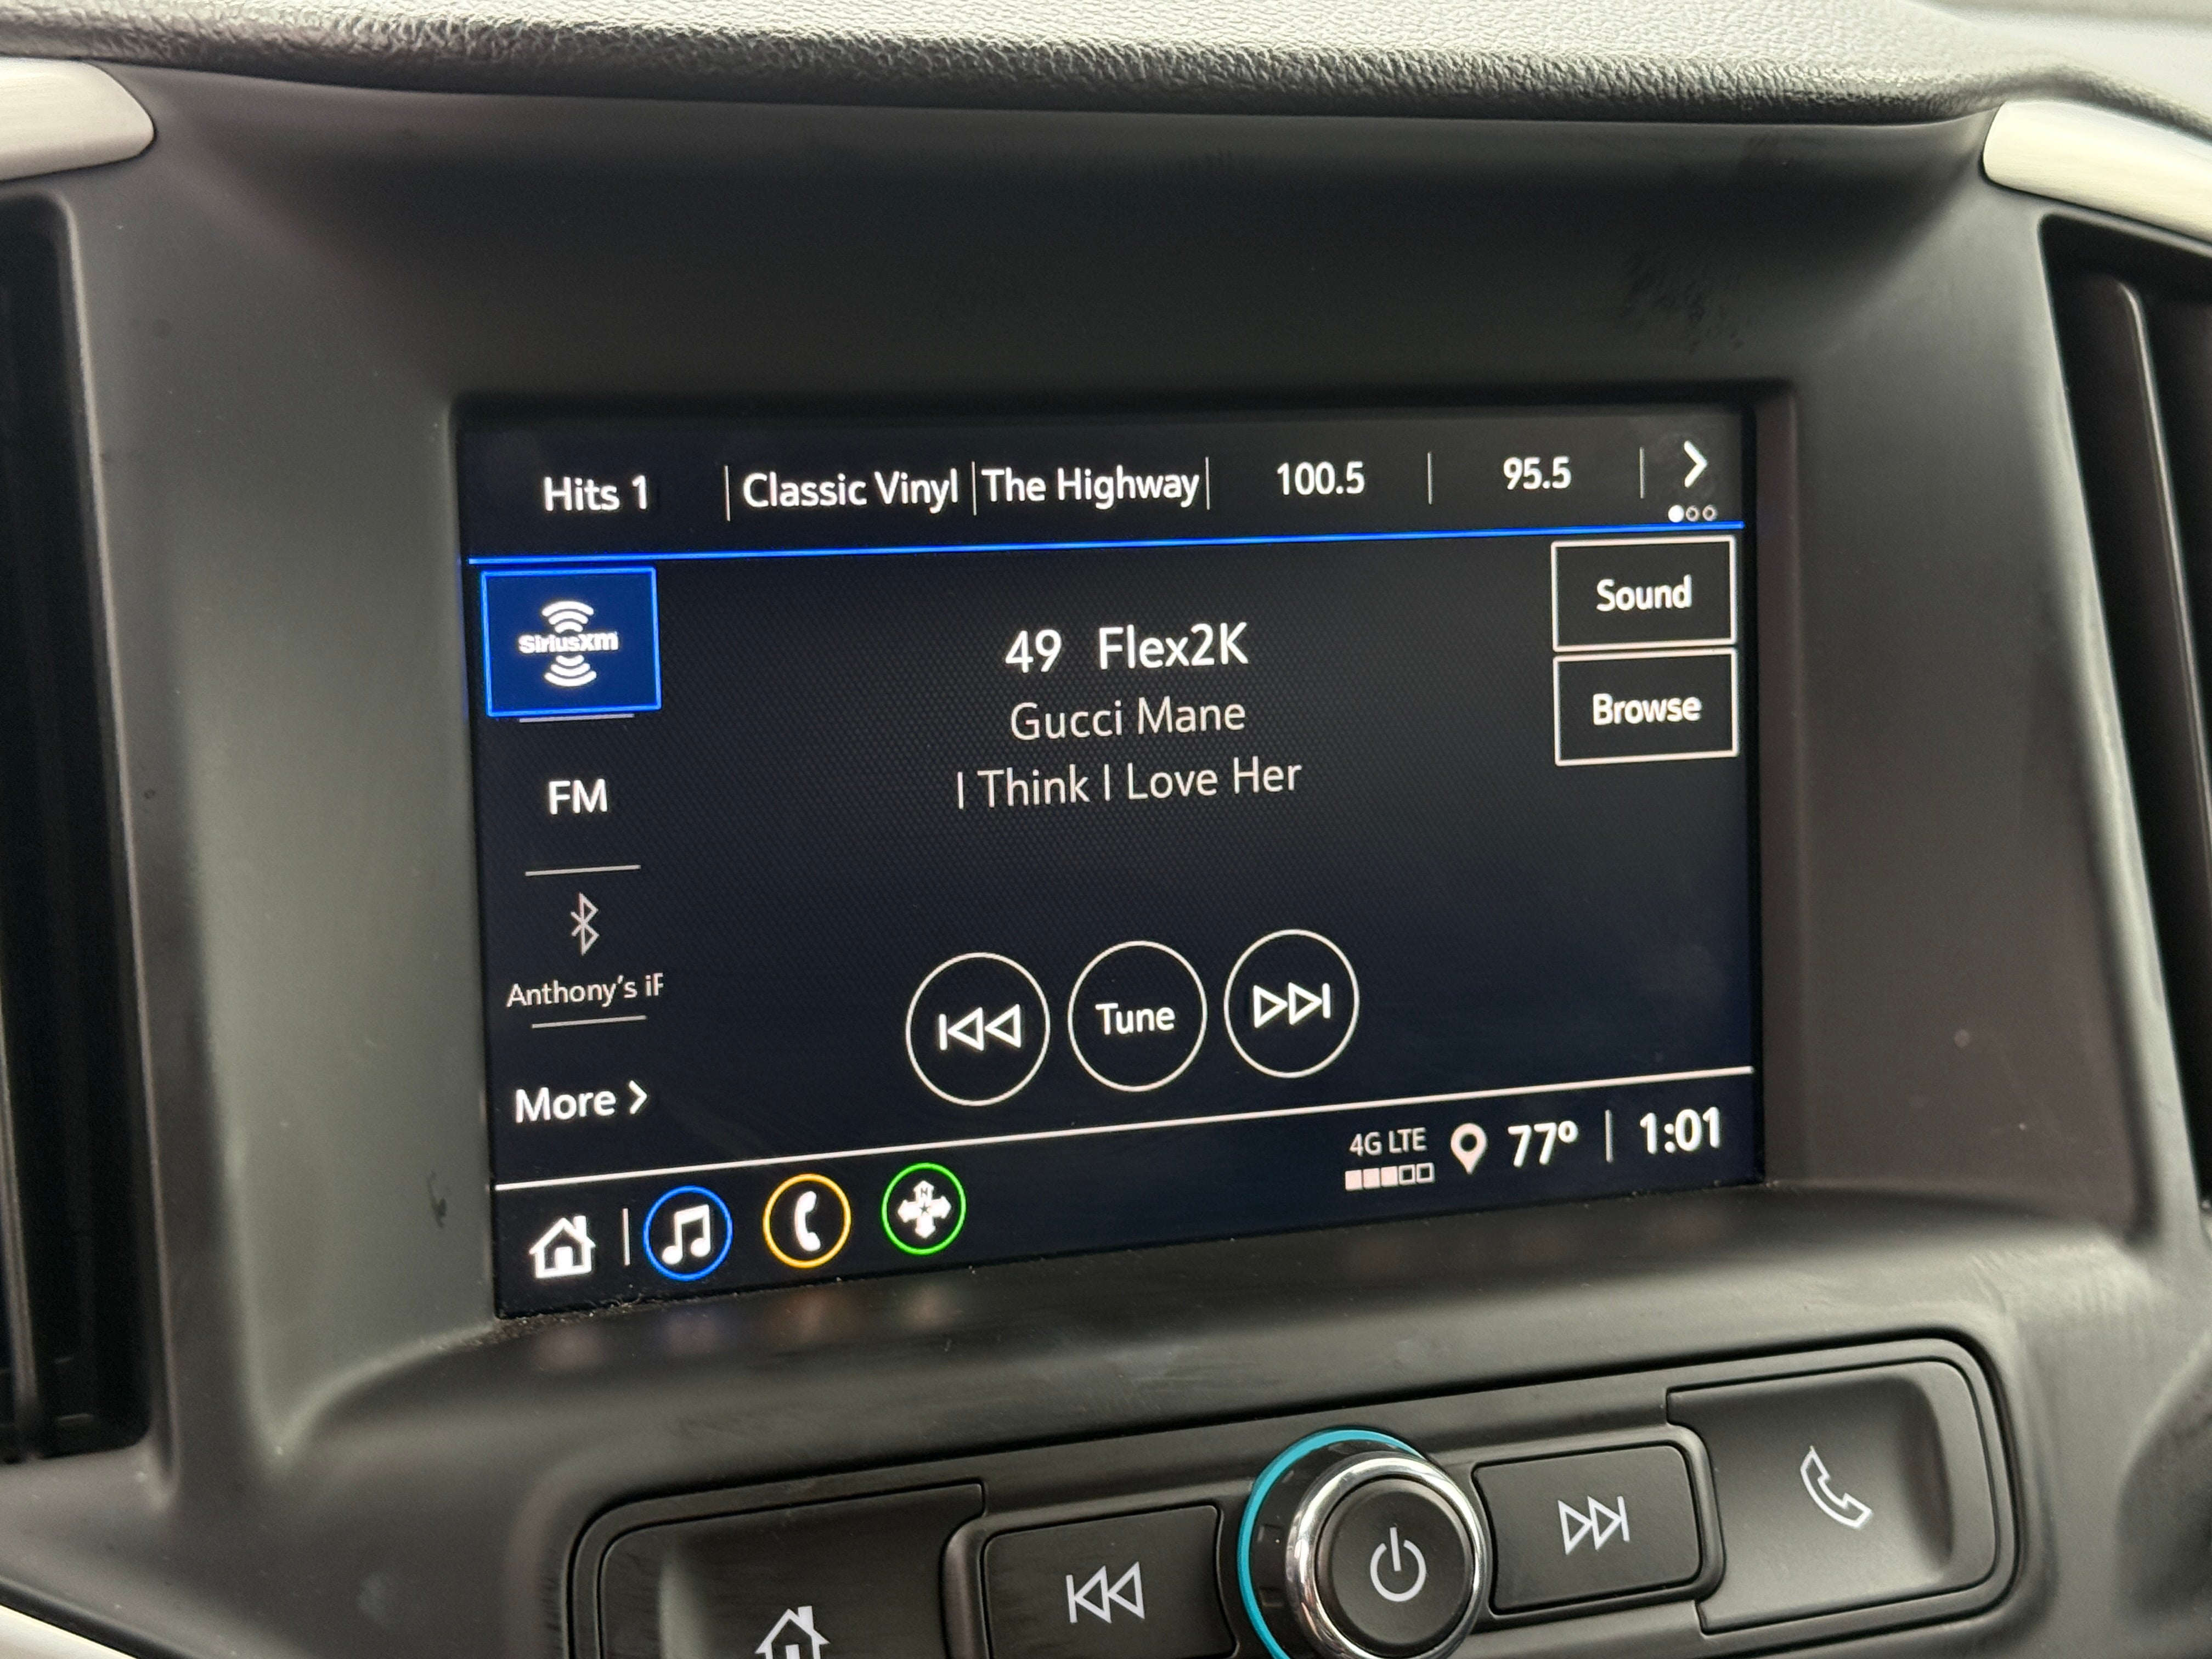 Hits 1 Classic Vinyl The Highway 100.5 95.5
SiriusXm
49 Flex2K
Gucci Mane
I Think I Love Her
Sound
Browse
FM
Anthony's iF
More
Tune
4G LTE 77° 1:01
N